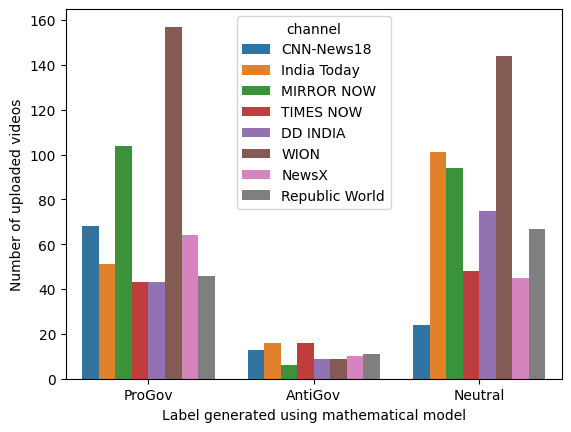 160
140
120
100
80
60
40
20
0
Number of uploaded videos
channel
CNN-News18
India Today
MIRROR NOW
TIMES NOW
DD INDIA
WION
NewsX
Republic World
ProGov
AntiGov
Neutral
Label generated using mathematical model